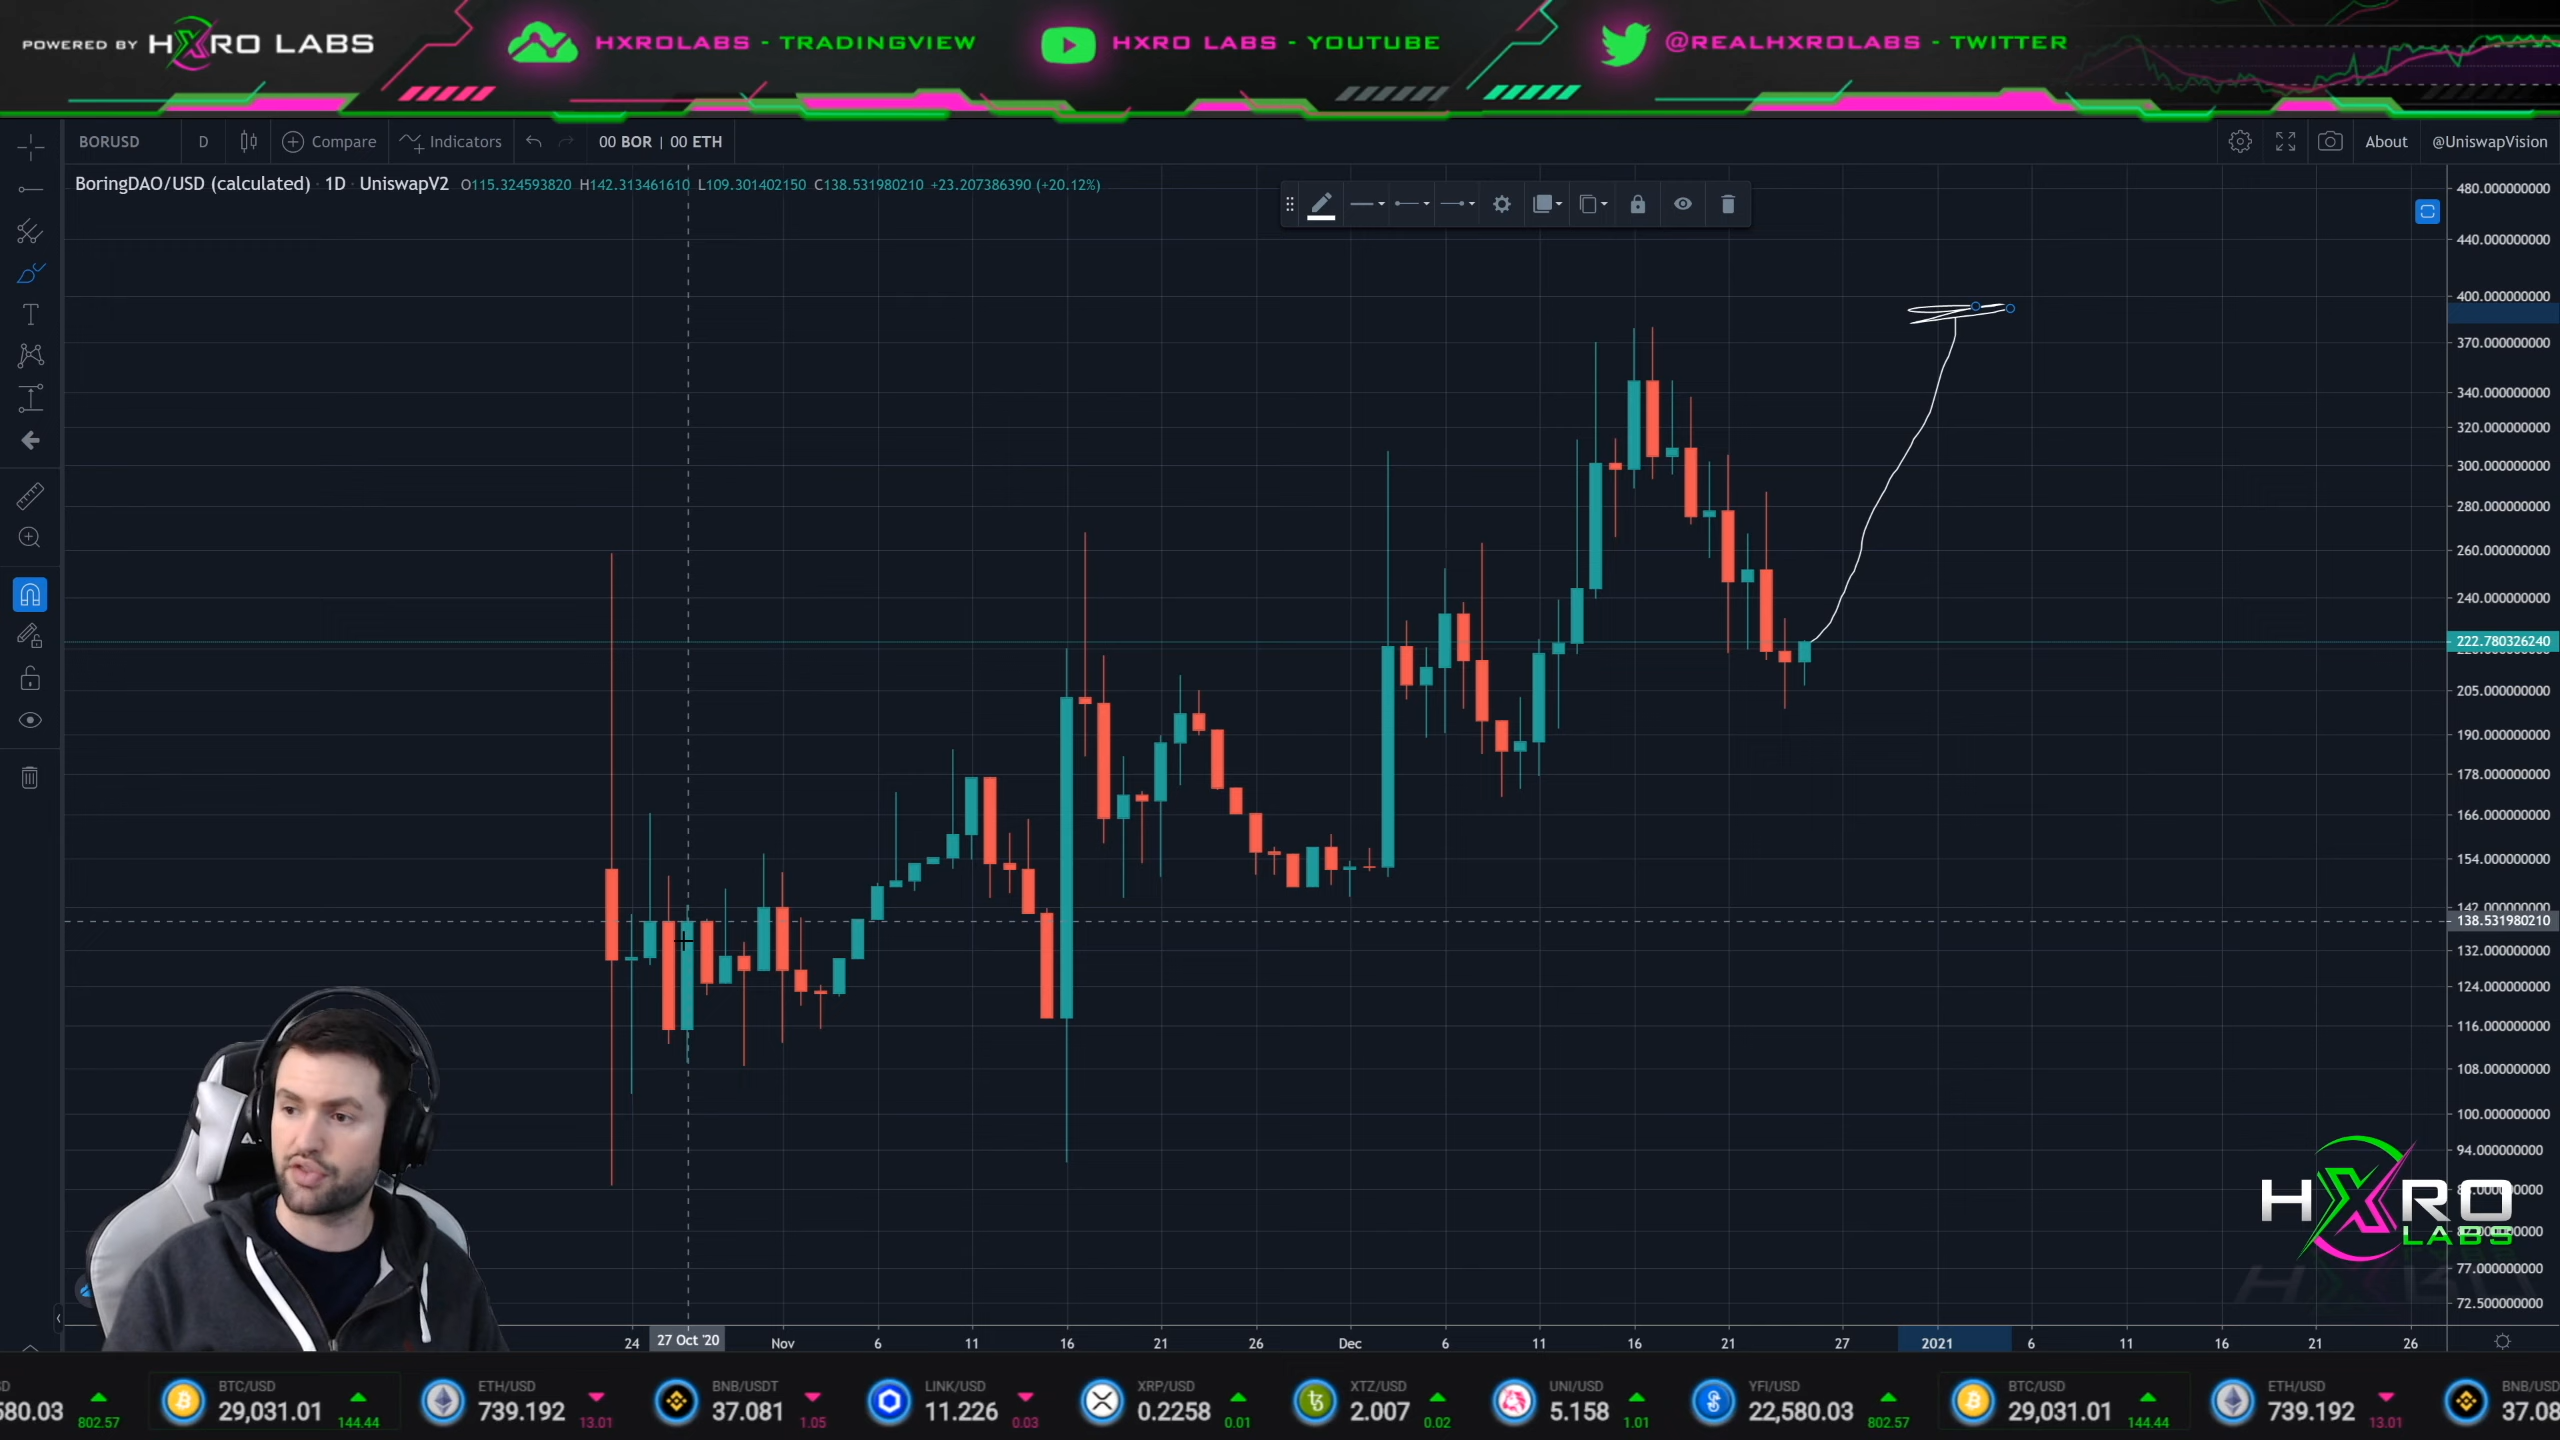 POWERED BY HXRO LABS
HXROLABS - TRADINGVIEW
HXRO LABS - YOUTUBE
@REALHXROLABS - TWITTER
BORUSD D Compare Indicators 00 BOR | 00 ETH About @UniswapVision
BoringDAO/USD (calculated) · 1D · UniswapV2 O115.324593820 H142.313461610 L109.301402150 C138.531980210 +23.207386390 (+20.12%)
480.000000000
440.000000000
400.000000000
370.000000000
340.000000000
320.000000000
300.000000000
280.000000000
260.000000000
240.000000000
222.780326240
205.000000000
190.000000000
178.000000000
166.000000000
154.000000000
142.000000000
138.531980210
132.000000000
124.000000000
116.000000000
108.000000000
100.000000000
94.000000000
HXRO
LABS
77.000000000
72.500000000
24 27 Oct '20 Nov 6 11 16 21 26 Dec 6 11 16 21 27 2021 6 11 16 21 26
D
580.03 802.57
BTC/USD
29,031.01 144.44
ETH/USD
739.192 13.01
BNB/USDT
37.081 1.05
LINK/USD
11.226 0.03
XRP/USD
0.2258 0.01
XTZ/USD
2.007 0.02
UNI/USD
5.158 1.01
YFI/USD
22,580.03 802.57
BTC/USD
29,031.01 144.44
ETH/USD
739.192 13.01
BNB/USD
37.08